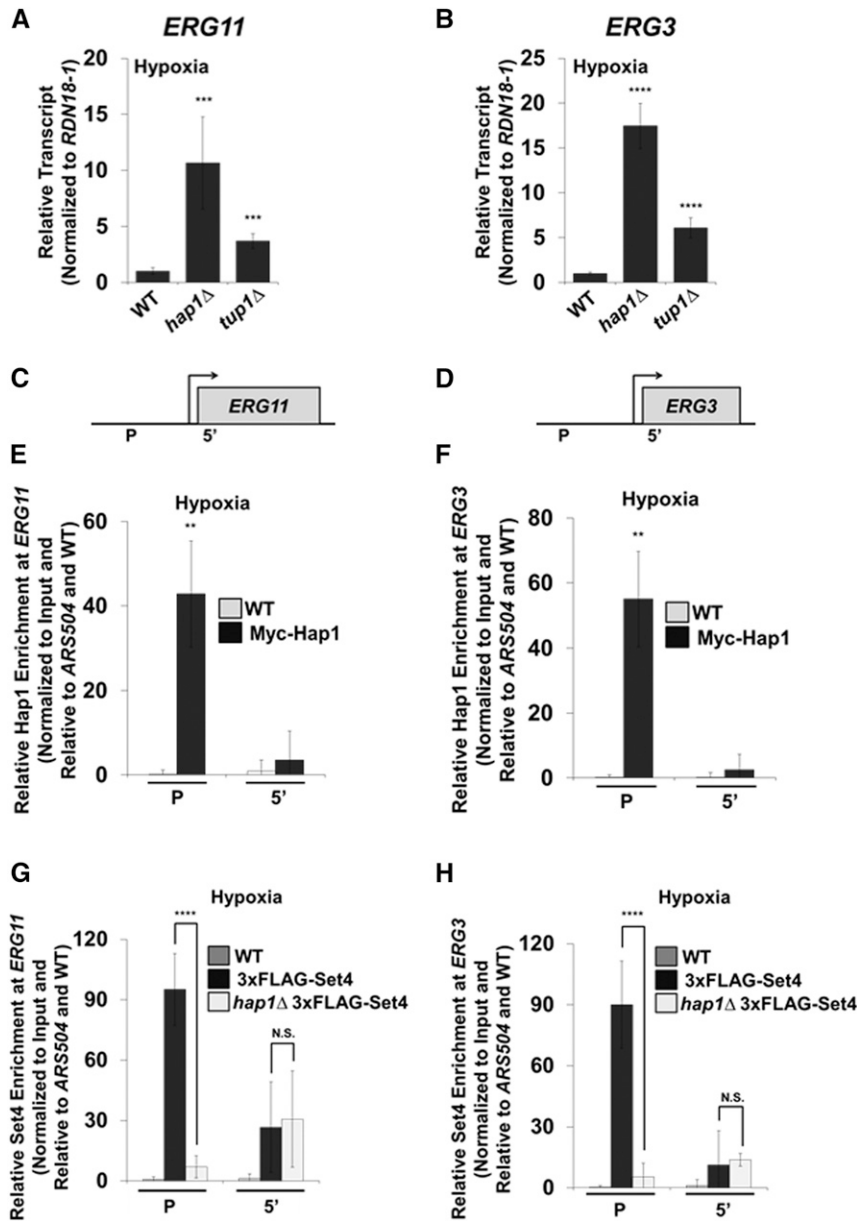 A
ERG11
Relative Transcript
(Normalized to RDN18-1)
Hypoxia
20
15
10
5
0
***
***
WT
hap1Δ
tup1Δ
B
ERG3
Relative Transcript
(Normalized to RDN18-1)
Hypoxia
25
20
15
10
5
0
****
****
WT
hap1Δ
tup1Δ
C
ERG11
P
5’
D
ERG3
P
5’
E
Relative Hap1 Enrichment at ERG11
(Normalized to Input and
Relative to ARS504 and WT)
Hypoxia
60
40
20
0
**
WT
Myc-Hap1
P
5’
F
Relative Hap1 Enrichment at ERG3
(Normalized to Input and
Relative to ARS504 and WT)
Hypoxia
80
60
40
20
0
**
WT
Myc-Hap1
P
5’
G
Relative Set4 Enrichment at ERG11
(Normalized to Input and
Relative to ARS504 and WT)
Hypoxia
120
90
60
30
0
****
WT
3xFLAG-Set4
hap1Δ 3xFLAG-Set4
N.S.
P
5’
H
Relative Set4 Enrichment at ERG3
(Normalized to Input and
Relative to ARS504 and WT)
Hypoxia
120
90
60
30
0
****
WT
3xFLAG-Set4
hap1Δ 3xFLAG-Set4
N.S.
P
5’